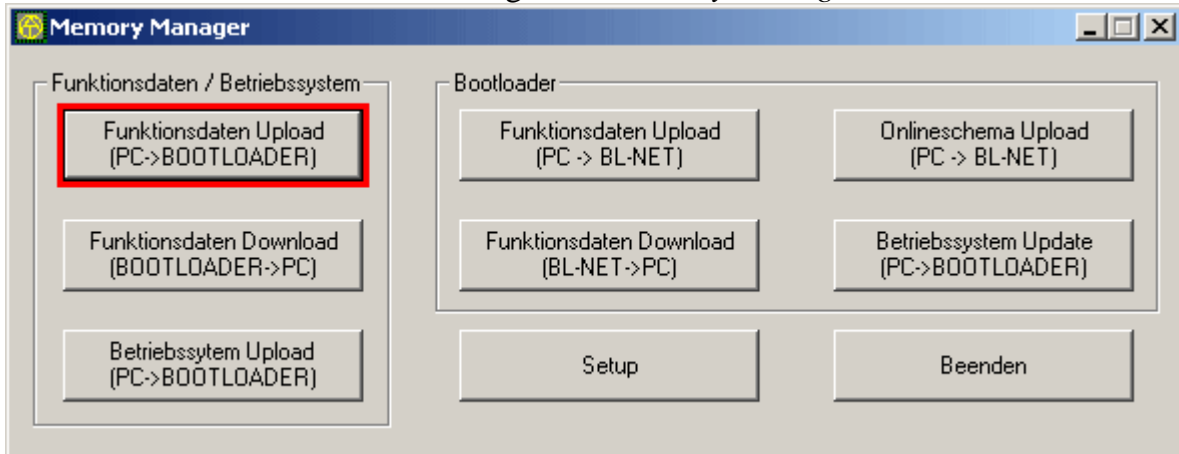 Memory Manager
Funktionsdaten / Betriebssystem
Funktionsdaten Upload
(PC->BOOTLOADER)
Funktionsdaten Download
(BOOTLOADER->PC)
Betriebssytem Upload
(PC->BOOTLOADER)
Bootloader
Funktionsdaten Upload
(PC -> BL-NET)
Onlineschema Upload
(PC -> BL-NET)
Funktionsdaten Download
(BL-NET->PC)
Betriebssystem Update
(PC->BOOTLOADER)
Setup
Beenden